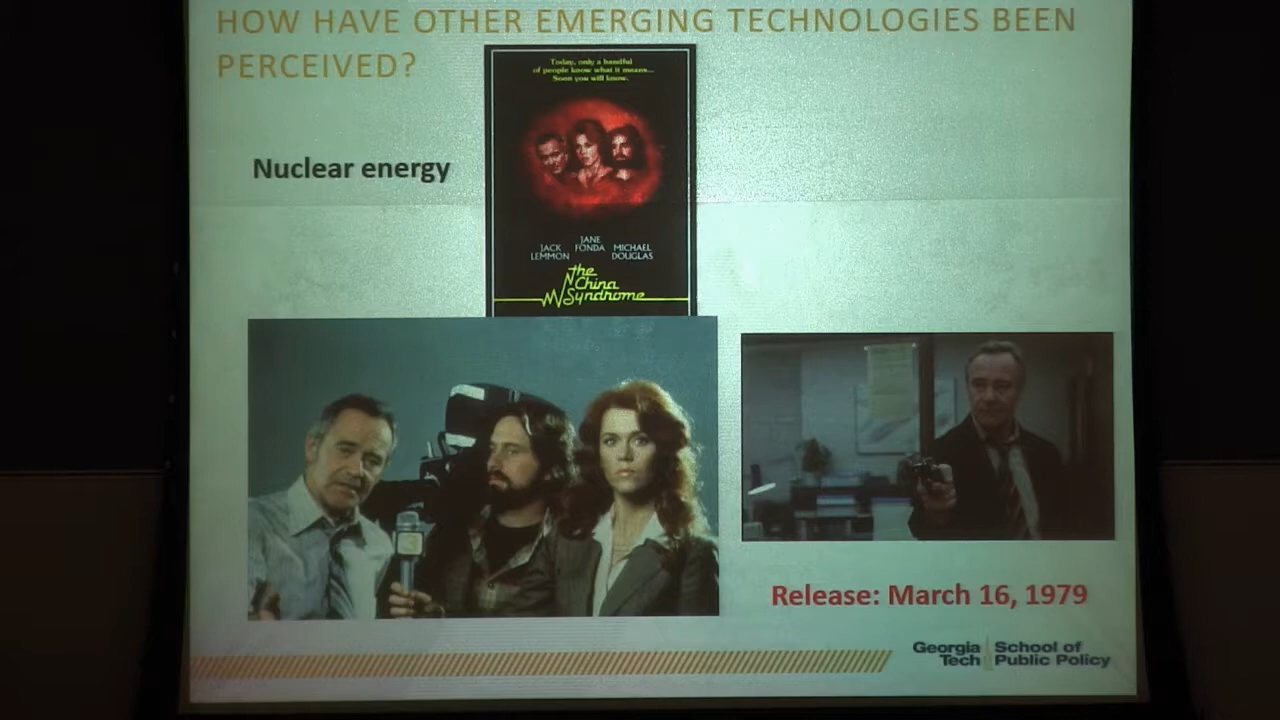 HOW HAVE OTHER EMERGING TECHNOLOGIES BEEN
PERCEIVED?
Today, only a handful
of people know what it means...
Soon you will know.
Nuclear energy
JACK
LEMMON
JANE
FONDA
MICHAEL
DOUGLAS
the
China
Syndrome
Release: March 16, 1979
Georgia
Tech
School of
Public Policy